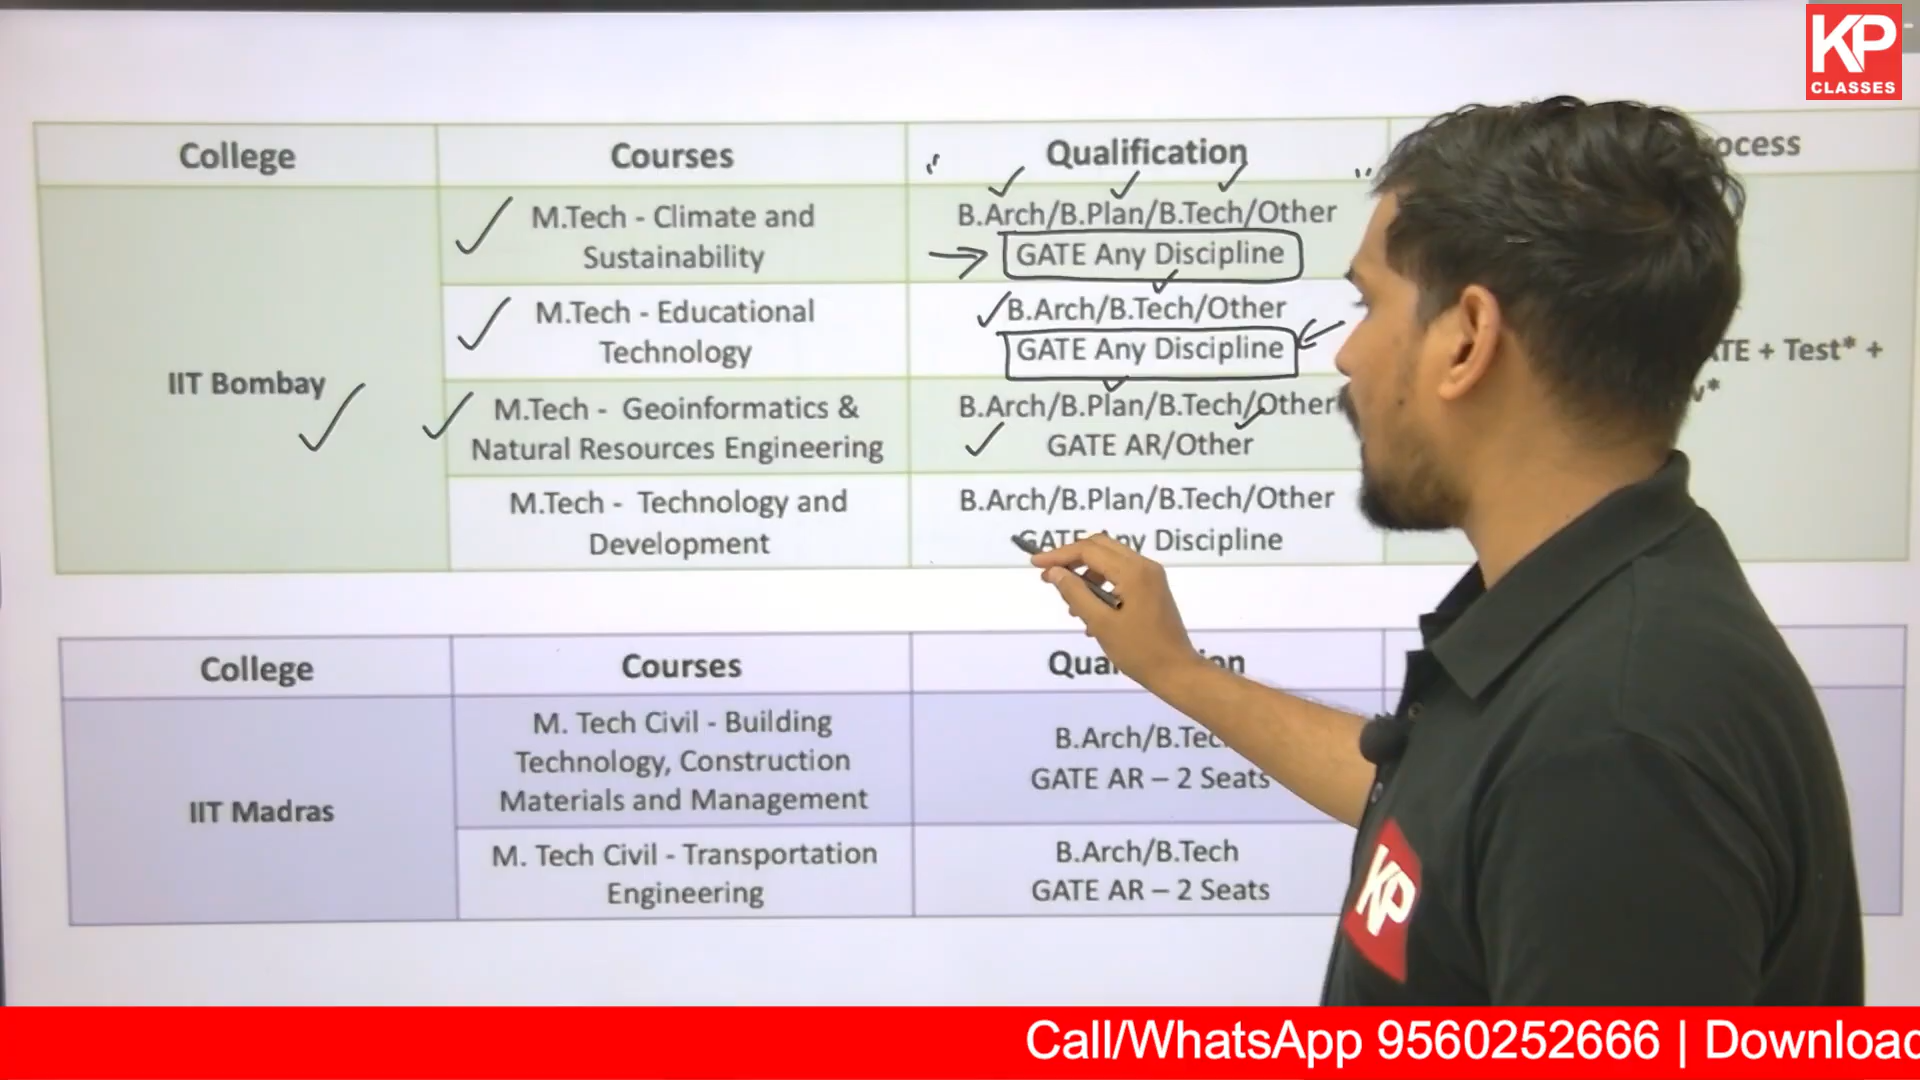 KP
CLASSES
College
Courses
Qualification
M.Tech - Climate and
Sustainability
B.Arch/B.Plan/B.Tech/Other
GATE Any Discipline
IIT Bombay
M.Tech - Educational
Technology
B.Arch/B.Tech/Other
GATE Any Discipline
+ Test* +
M.Tech - Geoinformatics &
Natural Resources Engineering
B.Arch/B.Plan/B.Tech/Other
GATE AR/Other
M.Tech - Technology and
Development
B.Arch/B.Plan/B.Tech/Other
GATE Any Discipline
College
Courses
IIT Madras
M. Tech Civil - Building
Technology, Construction
Materials and Management
B.Arch/B.Tec
GATE AR – 2 Seats
M. Tech Civil - Transportation
Engineering
B.Arch/B.Tech
GATE AR – 2 Seats
KP
Call/WhatsApp 9560252666 | Download